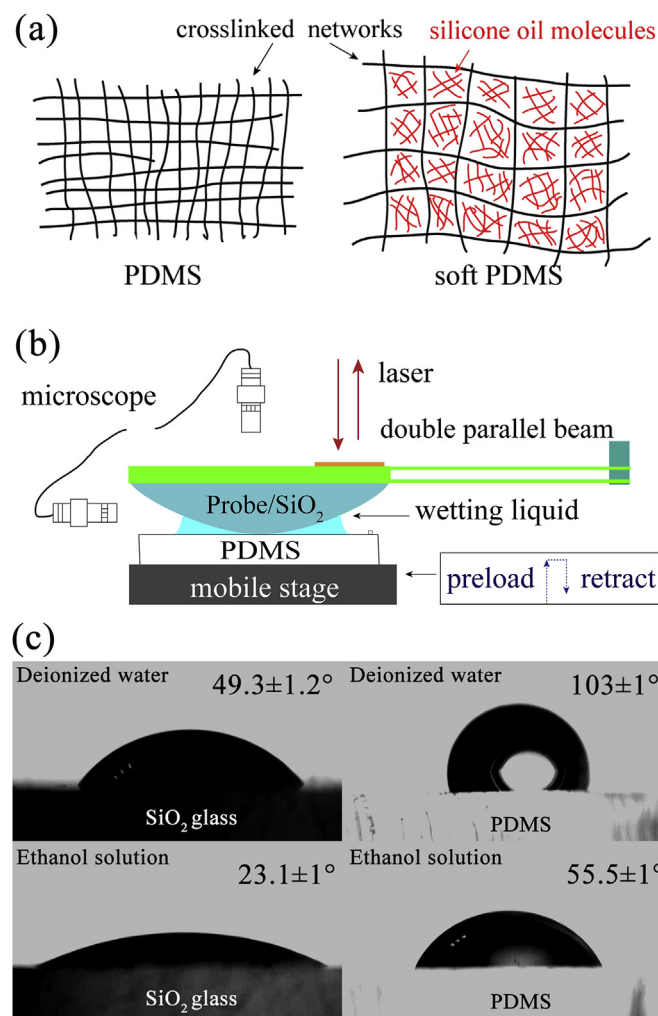 (a)
crosslinked networks
silicone oil molecules
PDMS
soft PDMS
(b)
microscope
laser
double parallel beam
Probe/SiO₂
wetting liquid
PDMS
mobile stage
preload
retract
(c)
Deionized water
49.3±1.2°
SiO₂ glass
Deionized water
103±1°
PDMS
Ethanol solution
23.1±1°
SiO₂ glass
Ethanol solution
55.5±1°
PDMS